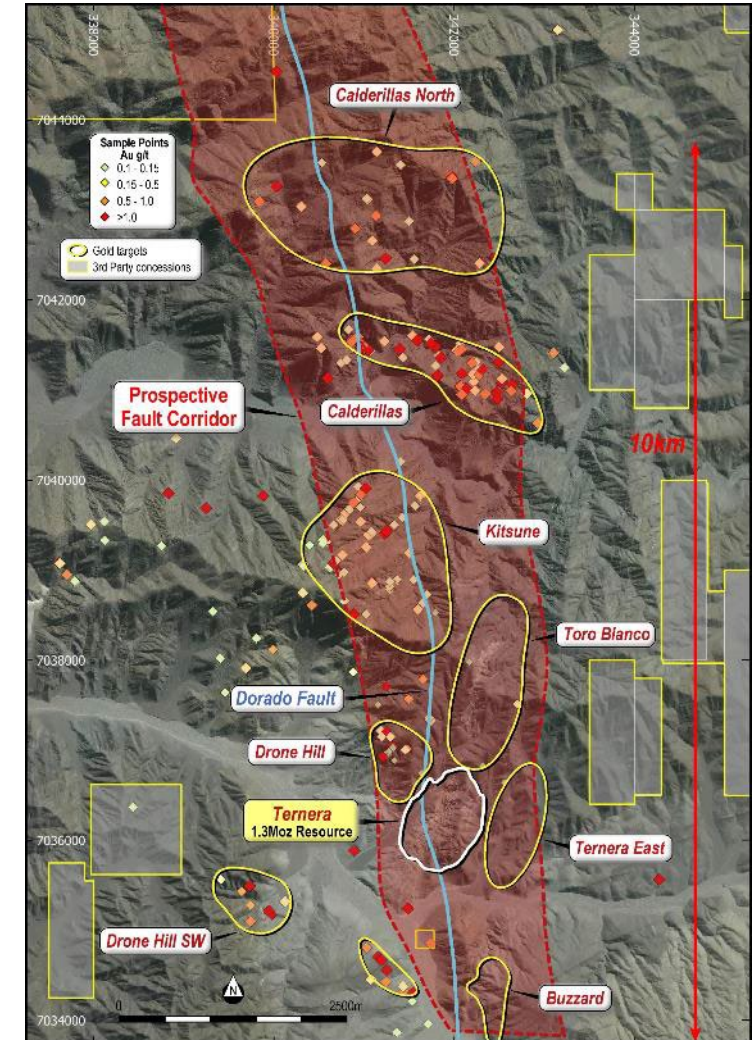 338000
340000
342000
344000
7044000
Calderillas North
Sample Points
Au g/t
0.1 - 0.15
0.15 - 0.5
0.5 - 1.0
>1.0
Gold targets
3rd Party concessions
7042000
Prospective
Fault Corridor
Calderillas
10km
7040000
Kitsune
Toro Blanco
7038000
Dorado Fault
Drone Hill
Ternera
1.3Moz Resource
7036000
Ternera East
Drone Hill SW
N
Buzzard
0
2500m
7034000